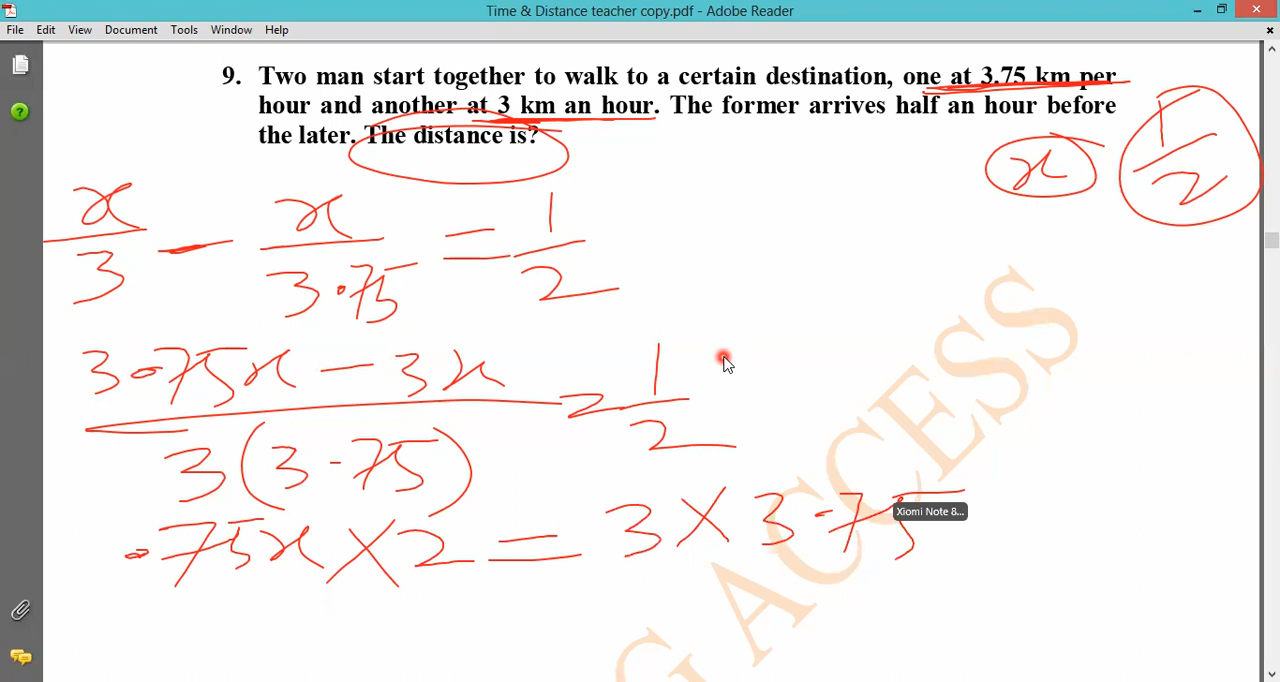 Time & Distance teacher copy.pdf - Adobe Reader
File Edit View Document Tools Window Help
9. Two man start together to walk to a certain destination, one at 3.75 km per
hour and another at 3 km an hour. The former arrives half an hour before
the later. The distance is?
x 1/2
x/3 - x/3.75 = 1/2
3.75x - 3x / 3(3.75) = 1/2
.75x × 2 = 3 × 3.75
Xiomi Note 8...
ACCESS